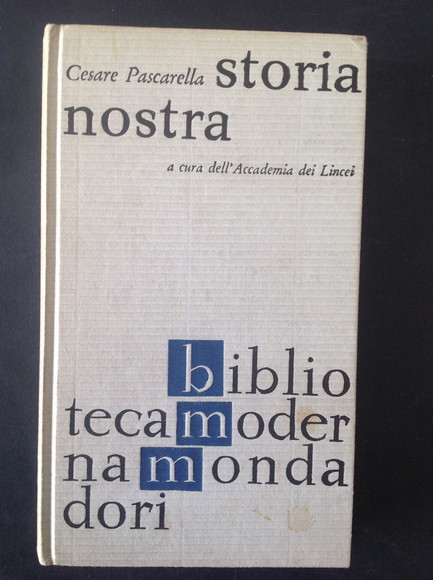 Cesare Pascarella storia
nostra
a cura dell'Accademia dei Lincei
biblio
tecamoder
namonda
dori